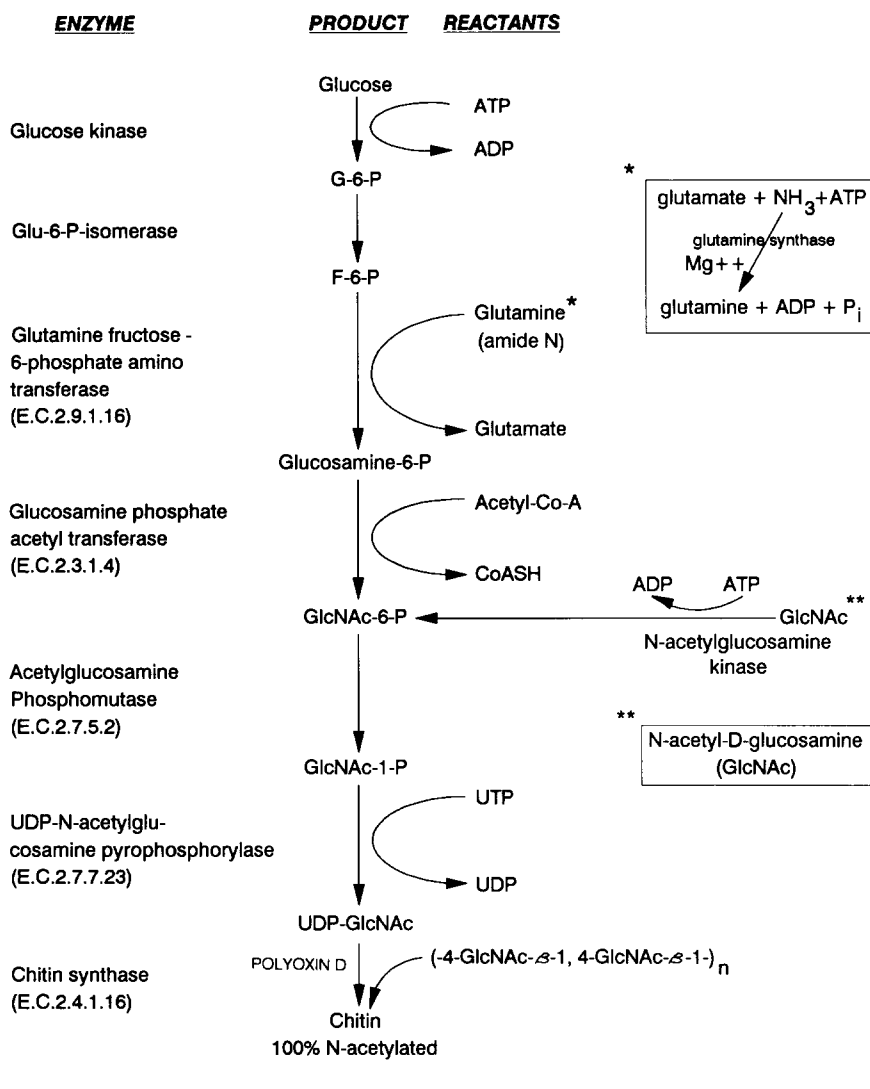 ENZYME PRODUCT REACTANTS
Glucose
ATP
Glucose kinase
ADP
G-6-P
Glu-6-P-isomerase
F-6-P
*
glutamate + NH3+ATP
glutamine synthase
Mg++
glutamine + ADP + Pi
Glutamine*
(amide N)
Glutamine fructose -
6-phosphate amino
transferase
(E.C.2.9.1.16)
Glutamate
Glucosamine-6-P
Glucosamine phosphate
acetyl transferase
(E.C.2.3.1.4)
Acetyl-Co-A
CoASH
ADP ATP
GlcNAc-6-P
GlcNAc**
N-acetylglucosamine
kinase
Acetylglucosamine
Phosphomutase
(E.C.2.7.5.2)
**
N-acetyl-D-glucosamine
(GlcNAc)
GlcNAc-1-P
UTP
UDP-N-acetylglu-
cosamine pyrophosphorylase
(E.C.2.7.7.23)
UDP
UDP-GlcNAc
POLYOXIN D
(-4-GlcNAc-β-1, 4-GlcNAc-β-1-)n
Chitin synthase
(E.C.2.4.1.16)
Chitin
100% N-acetylated